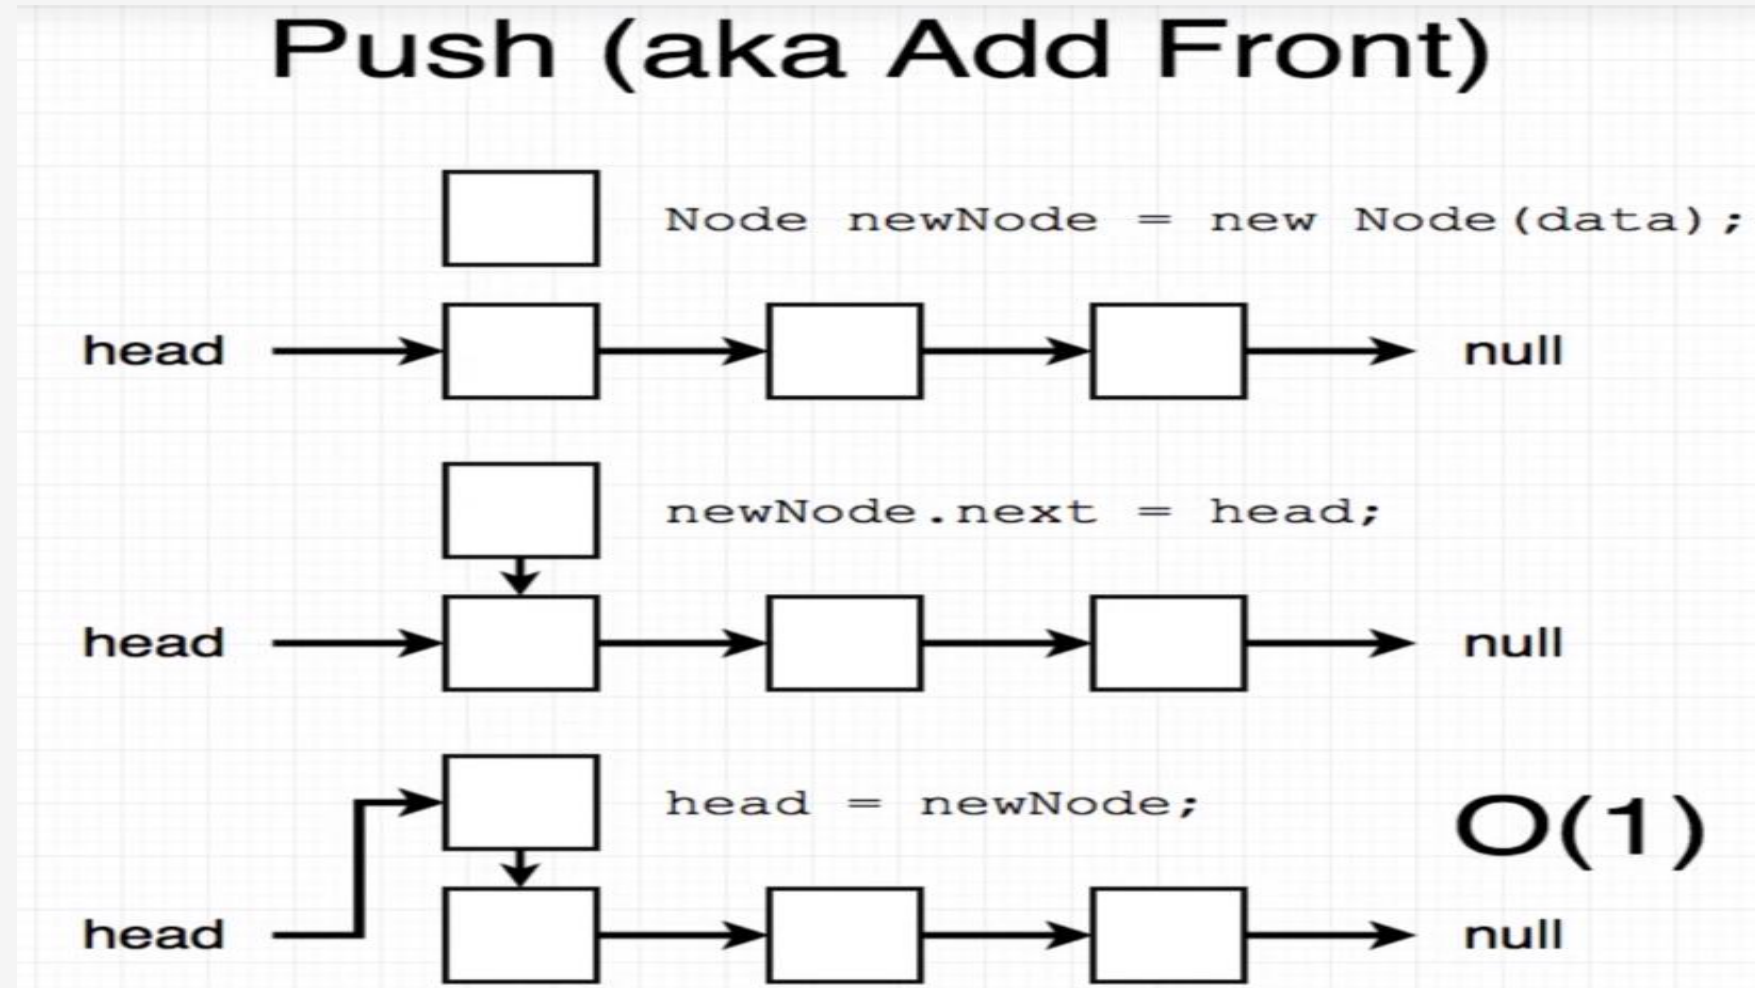 Push (aka Add Front)
Node newNode = new Node(data);
head null
newNode.next = head;
head null
head = newNode;
O(1)
head null